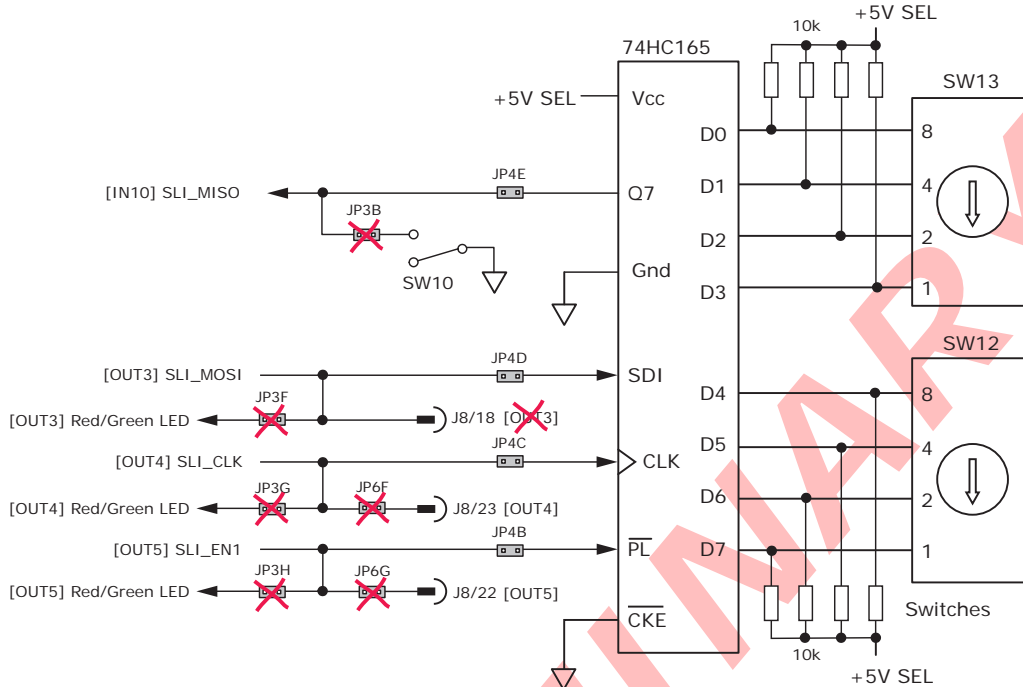 +5V SEL
10k
74HC165
SW13
+5V SEL
Vcc
D0
8
JP4E
[IN10] SLI_MISO
Q7
D1
4
JP3B
D2
2
SW10
Gnd
D3
1
SW12
JP4D
[OUT3] SLI_MOSI
SDI
D4
8
JP3F
[OUT3] Red/Green LED
J8/18 [OUT3]
JP4C
D5
4
[OUT4] SLI_CLK
CLK
JP3G
JP6F
D6
2
[OUT4] Red/Green LED
J8/23 [OUT4]
JP4B
[OUT5] SLI_EN1
PL
D7
1
JP3H
JP6G
[OUT5] Red/Green LED
J8/22 [OUT5]
Switches
CKE
10k
+5V SEL